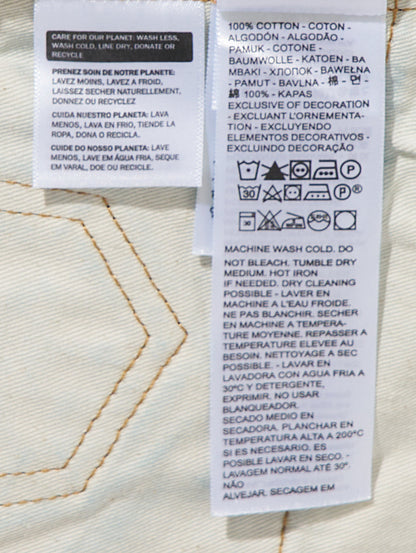 CARE FOR OUR PLANET: WASH LESS,
WASH COLD, LINE DRY, DONATE OR
RECYCLE
PRENEZ SOIN DE NOTRE PLANETE:
LAVEZ MOINS, LAVEZ A FROID,
LAISSEZ SECHER NATURELLEMENT,
DONNEZ OU RECYCLEZ
CUIDA NUESTRO PLANETA: LAVA
MENOS, LAVA EN FRIO, TIENDE LA
ROPA, DONA O RECICLA.
CUIDE DO NOSSO PLANETA: LAVE
MENOS, LAVE EM ÁGUA FRIA, SEQUE
EM VARAL, DOE OU RECICLE.
100% COTTON - COTON -
ALGODÓN - ALGODÃO -
PAMUK - COTONE -
BAUMWOLLE - KATOEN - BA
MBAKI - ХЛОПОК - BAWEŁNA
- PAMUT - BAVLNA - 棉 - 면 -
綿 100% - KAPAS
EXCLUSIVE OF DECORATION
- EXCLUANT L'ORNEMENTA-
TION - EXCLUYENDO
ELEMENTOS DECORATIVOS -
EXCLUINDO DECORAÇÃO
P
30 P®
MACHINE WASH COLD. DO
NOT BLEACH. TUMBLE DRY
MEDIUM. HOT IRON
IF NEEDED. DRY CLEANING
POSSIBLE - LAVER EN
MACHINE A L'EAU FROIDE.
NE PAS BLANCHIR. SECHER
EN MACHINE A TEMPERA-
TURE MOYENNE. REPASSER A
TEMPERATURE ELEVEE AU
BESOIN. NETTOYAGE A SEC
POSSIBLE. - LAVAR EN
LAVADORA CON AGUA FRIA A
30ºC Y DETERGENTE,
EXPRIMIR. NO USAR
BLANQUEADOR.
SECADO MEDIO EN
SECADORA. PLANCHAR EN
TEMPERATURA ALTA A 200°C
SI ES NECESARIO. ES
POSIBLE LAVAR EN SECO. -
LAVAGEM NORMAL ATÉ 30°.
NÃO
ALVEJAR. SECAGEM EM